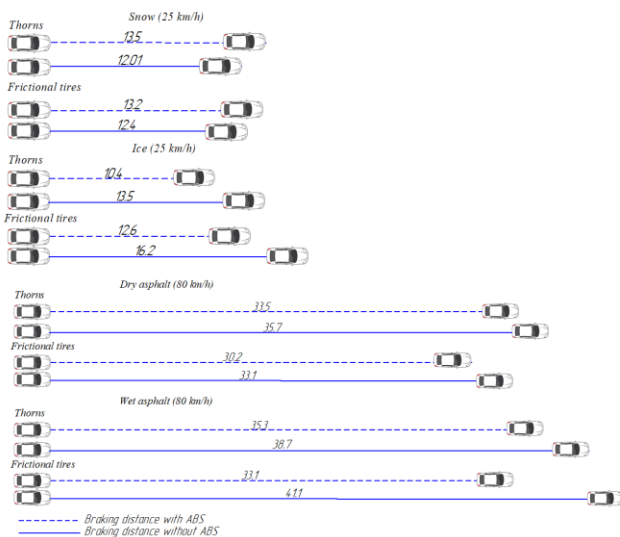 Snow (25 km/h)
Thorns
13.5
12.01
Frictional tires
13.2
12.4
Ice (25 km/h)
Thorns
10.4
13.5
Frictional tires
12.6
16.2
Dry asphalt (80 km/h)
Thorns
33.5
35.7
Frictional tires
30.2
33.1
Wet asphalt (80 km/h)
Thorns
35.3
38.7
Frictional tires
33.1
41.1
Braking distance with ABS
Braking distance without ABS